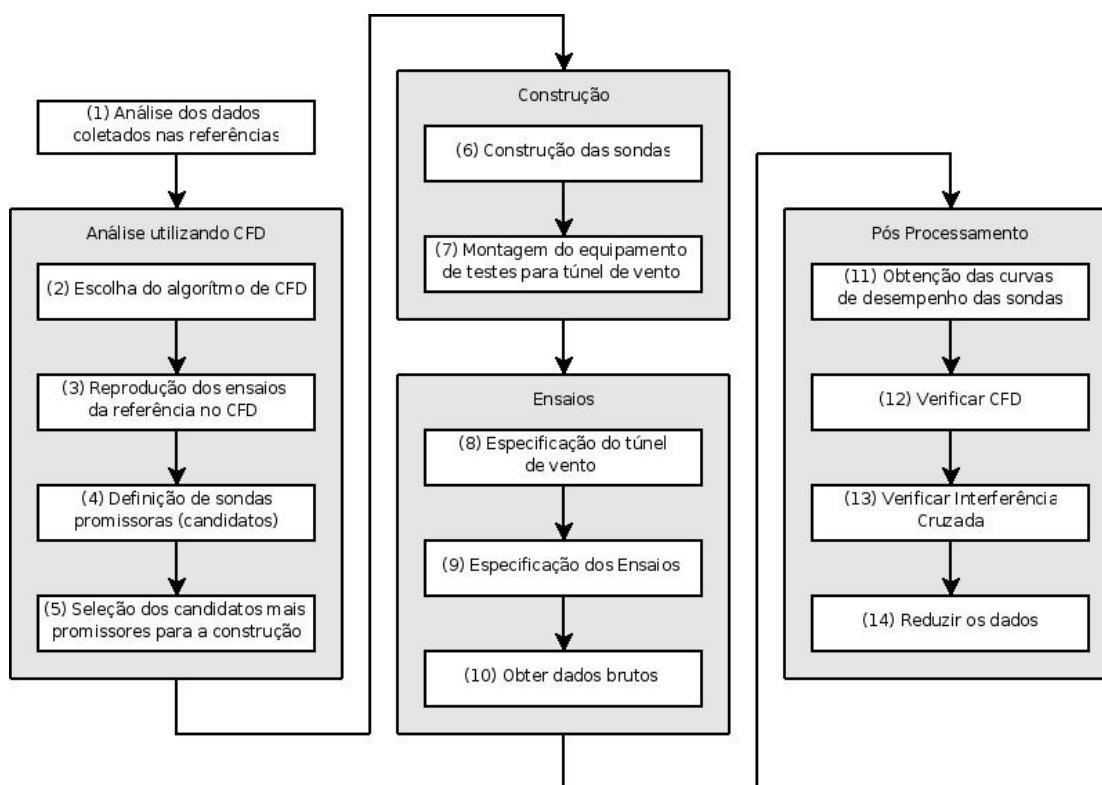 (1) Análise dos dados
coletados nas referências
Análise utilizando CFD
(2) Escolha do algorítmo de CFD
(3) Reprodução dos ensaios
da referência no CFD
(4) Definição de sondas
promissoras (candidatos)
(5) Seleção dos candidatos mais
promissores para a construção
Construção
(6) Construção das sondas
(7) Montagem do equipamento
de testes para túnel de vento
Ensaios
(8) Especificação do túnel
de vento
(9) Especificação dos Ensaios
(10) Obter dados brutos
Pós Processamento
(11) Obtenção das curvas
de desempenho das sondas
(12) Verificar CFD
(13) Verificar Interferência
Cruzada
(14) Reduzir os dados